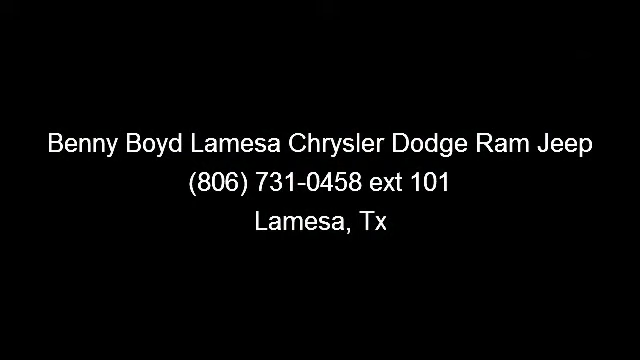 Benny Boyd Lamesa Chrysler Dodge Ram Jeep
(806) 731-0458 ext 101
Lamesa, Tx